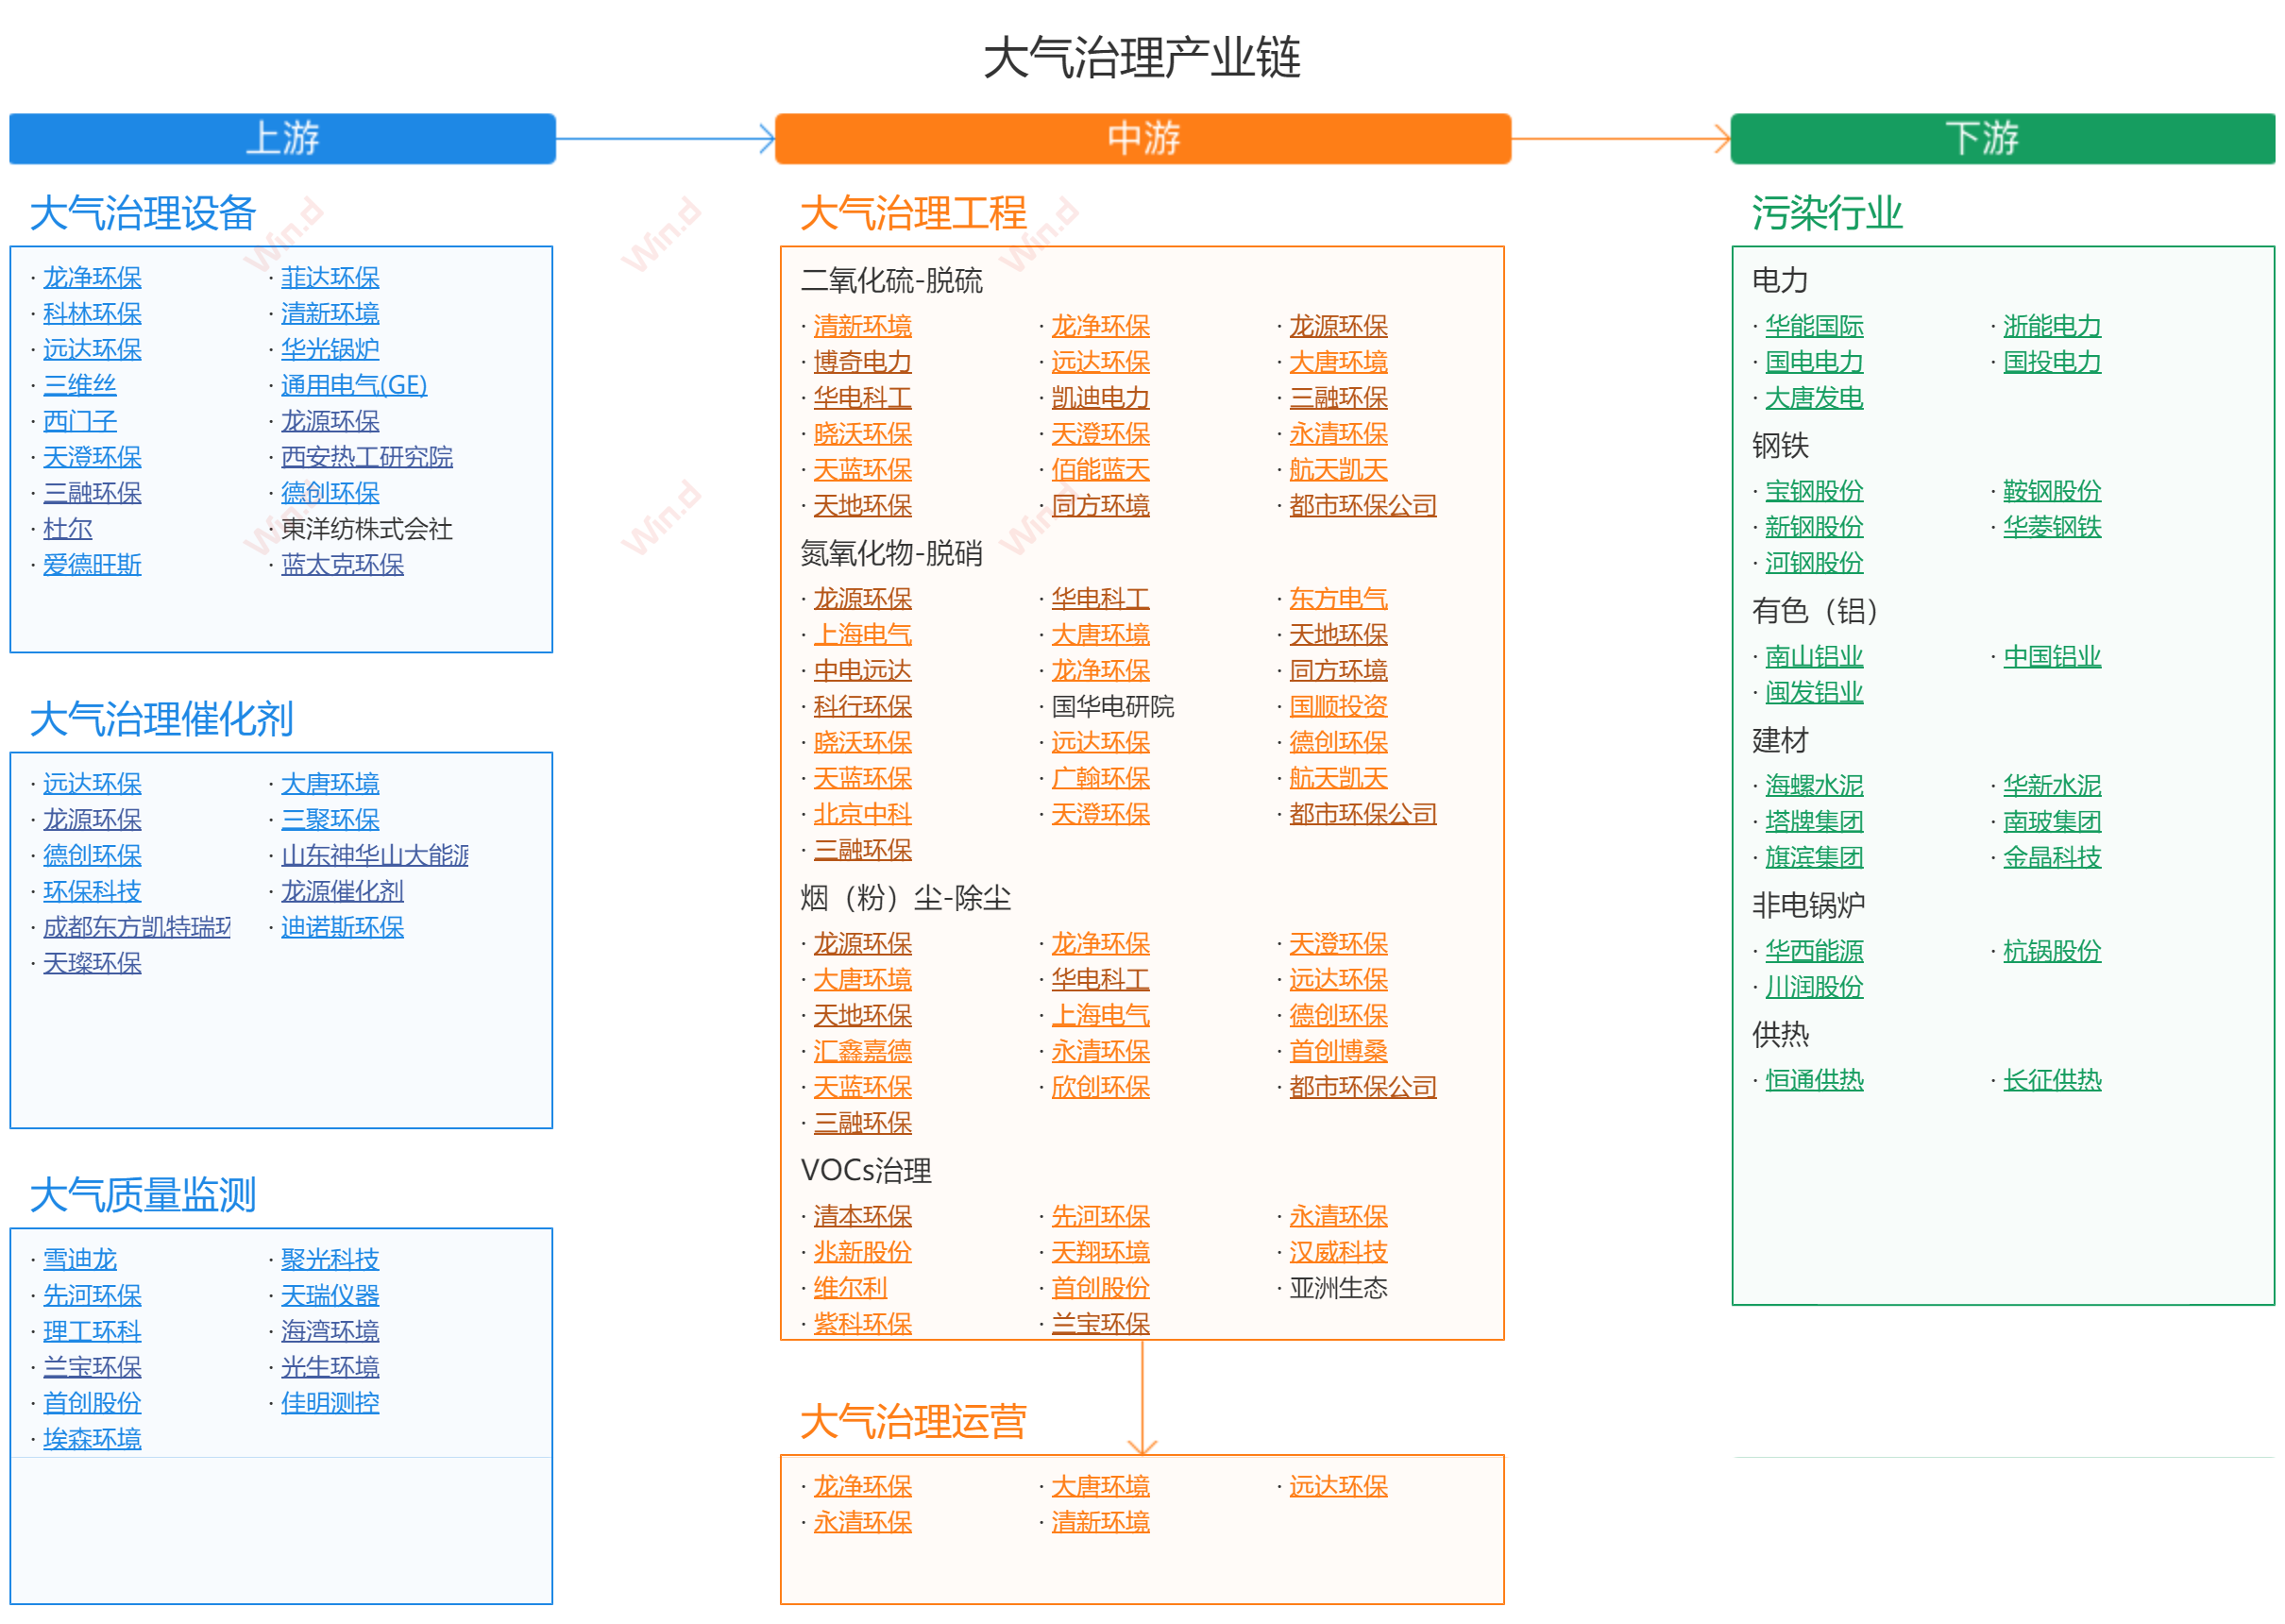 大气治理产业链
上游
中游
下游
大气治理设备
· 龙净环保 · 菲达环保
· 科林环保 · 清新环境
· 远达环保 · 华光锅炉
· 三维丝 · 通用电气(GE)
· 西门子 · 龙源环保
· 天澄环保 · 西安热工研究院
· 三融环保 · 德创环保
· 杜尔 · 東洋纺株式会社
· 爱德旺斯 · 蓝太克环保
大气治理催化剂
· 远达环保 · 大唐环境
· 龙源环保 · 三聚环保
· 德创环保 · 山东神华山大能源
· 环保科技 · 龙源催化剂
· 成都东方凯特瑞环 · 迪诺斯环保
· 天璨环保
大气质量监测
· 雪迪龙 · 聚光科技
· 先河环保 · 天瑞仪器
· 理工环科 · 海湾环境
· 兰宝环保 · 光生环境
· 首创股份 · 佳明测控
· 埃森环境
大气治理工程
二氧化硫-脱硫
· 清新环境 · 龙净环保 · 龙源环保
· 博奇电力 · 远达环保 · 大唐环境
· 华电科工 · 凯迪电力 · 三融环保
· 晓沃环保 · 天澄环保 · 永清环保
· 天蓝环保 · 佰能蓝天 · 航天凯天
· 天地环保 · 同方环境 · 都市环保公司
氮氧化物-脱硝
· 龙源环保 · 华电科工 · 东方电气
· 上海电气 · 大唐环境 · 天地环保
· 中电远达 · 龙净环保 · 同方环境
· 科行环保 · 国华电研院 · 国顺投资
· 晓沃环保 · 远达环保 · 德创环保
· 天蓝环保 · 广翰环保 · 航天凯天
· 北京中科 · 天澄环保 · 都市环保公司
· 三融环保
烟（粉）尘-除尘
· 龙源环保 · 龙净环保 · 天澄环保
· 大唐环境 · 华电科工 · 远达环保
· 天地环保 · 上海电气 · 德创环保
· 汇鑫嘉德 · 永清环保 · 首创博桑
· 天蓝环保 · 欣创环保 · 都市环保公司
· 三融环保
VOCs治理
· 清本环保 · 先河环保 · 永清环保
· 兆新股份 · 天翔环境 · 汉威科技
· 维尔利 · 首创股份 · 亚洲生态
· 紫科环保 · 兰宝环保
大气治理运营
· 龙净环保 · 大唐环境 · 远达环保
· 永清环保 · 清新环境
污染行业
电力
· 华能国际 · 浙能电力
· 国电电力 · 国投电力
· 大唐发电
钢铁
· 宝钢股份 · 鞍钢股份
· 新钢股份 · 华菱钢铁
· 河钢股份
有色（铝）
· 南山铝业 · 中国铝业
· 闽发铝业
建材
· 海螺水泥 · 华新水泥
· 塔牌集团 · 南玻集团
· 旗滨集团 · 金晶科技
非电锅炉
· 华西能源 · 杭锅股份
· 川润股份
供热
· 恒通供热 · 长征供热
Win.d
Win.d
Win.d
Win.d
Win.d
Win.d